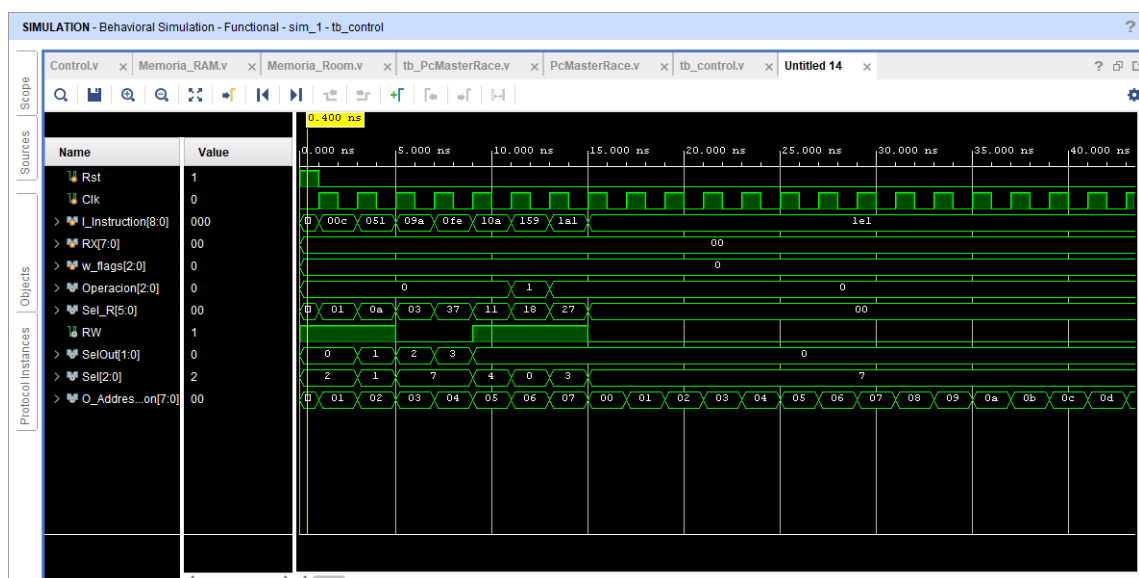 SIMULATION - Behavioral Simulation - Functional - sim_1 - tb_control ?
Control.v × Memoria_RAM.v × Memoria_Room.v × tb_PcMasterRace.v × PcMasterRace.v × tb_control.v × Untitled 14 × ?
Scope
Sources
Objects
Protocol Instances
0.400 ns
Name Value 0.000 ns 5.000 ns 10.000 ns 15.000 ns 20.000 ns 25.000 ns 30.000 ns 35.000 ns 40.000 ns
Rst 1
Clk 0
I_Instruction[8:0] 000 00c 051 09a 0fe 10a 159 1a1 1e1
RX[7:0] 00 00
w_flags[2:0] 0 0
Operacion[2:0] 0 0 1 0
Sel_R[5:0] 00 01 0a 03 37 11 18 27 00
RW 1
SelOut[1:0] 0 0 1 2 3 0
Sel[2:0] 2 2 1 7 4 0 3 7
O_Addres...on[7:0] 00 01 02 03 04 05 06 07 00 01 02 03 04 05 06 07 08 09 0a 0b 0c 0d